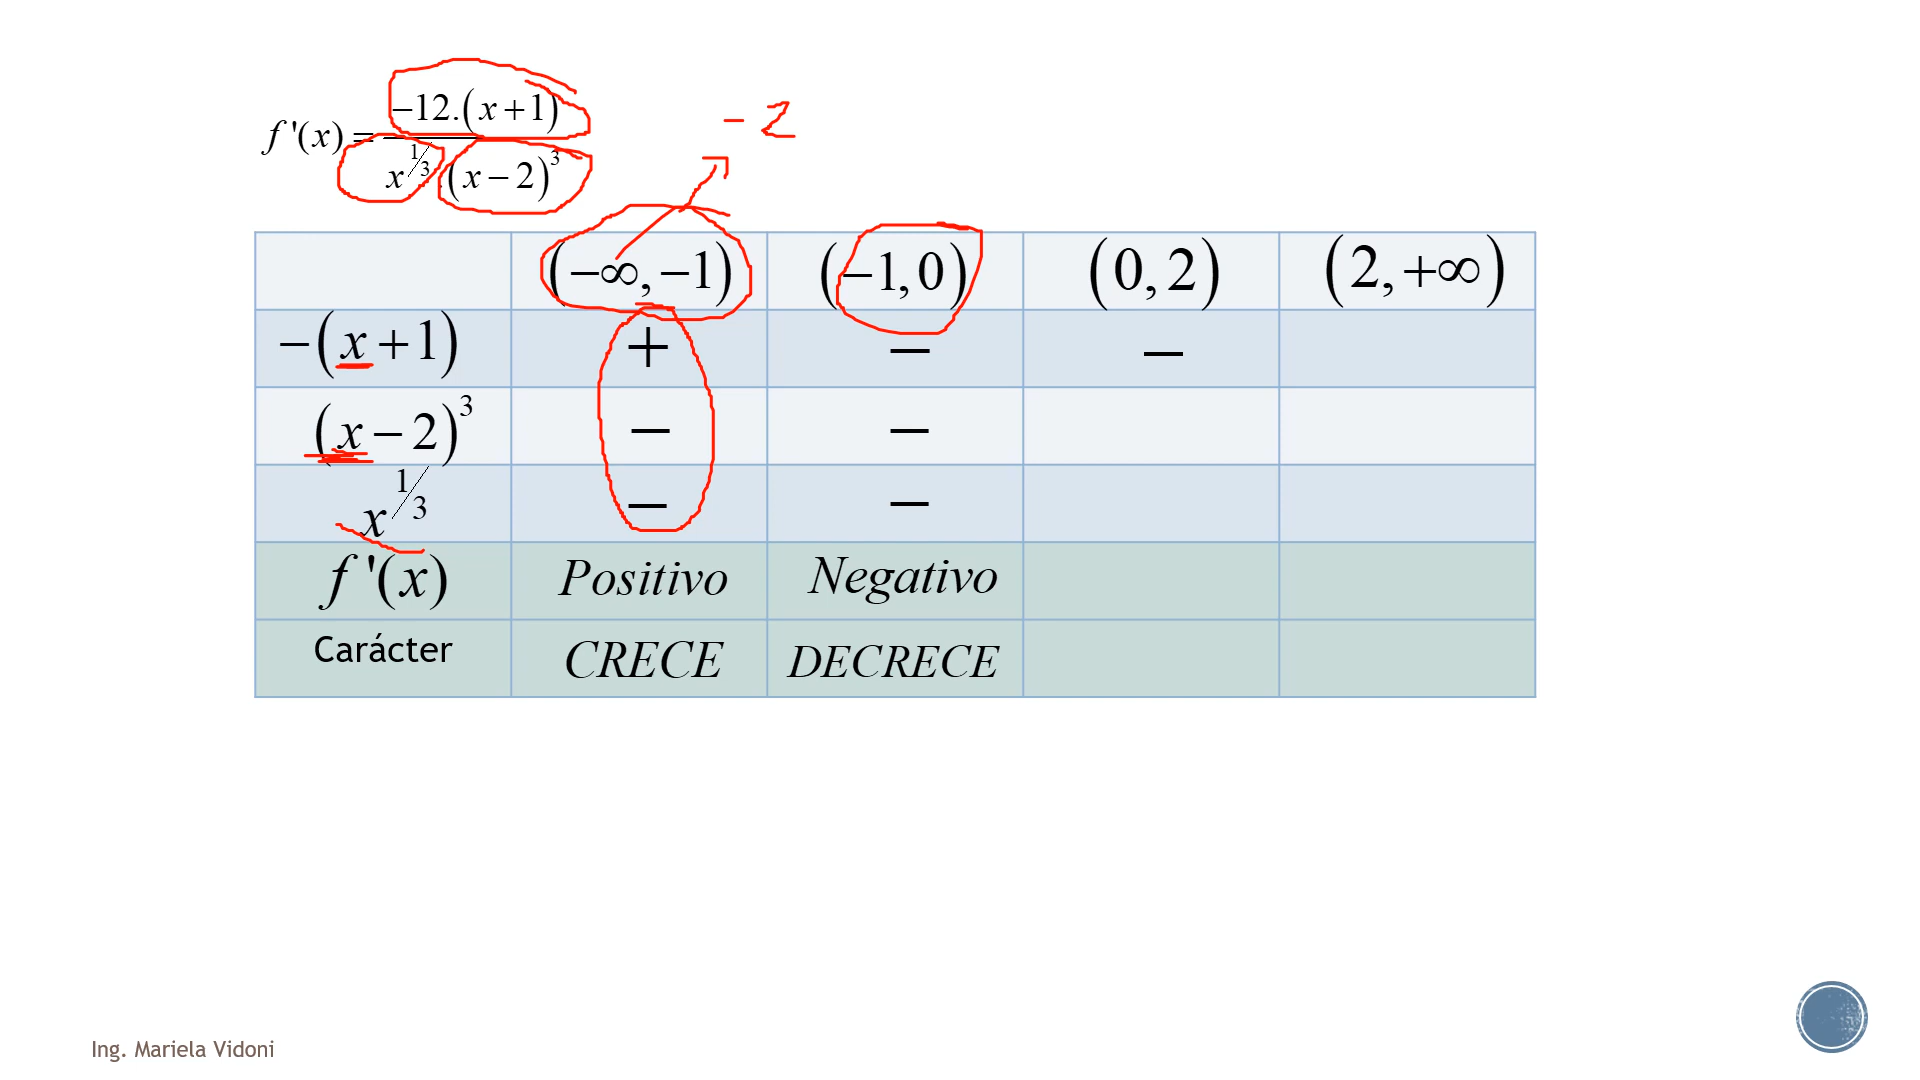 f'(x) = −12.(x+1) / x^{1/3}.(x−2)^3
−2
(−∞,−1) (−1,0) (0,2) (2,+∞)
−(x+1) + − −
(x−2)^3 − −
x^{1/3} − −
f'(x) Positivo Negativo
Carácter CRECE DECRECE
Ing. Mariela Vidoni